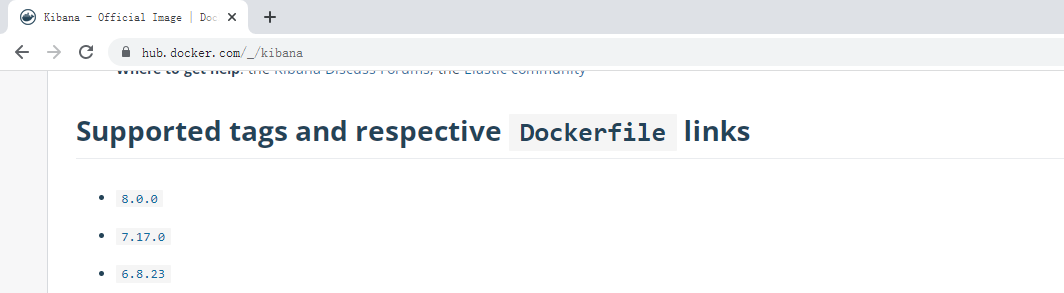 Kibana - Official Image | Doc
hub.docker.com/_/kibana
Where to get help: the Kibana Discuss Forums, the Elastic community
Supported tags and respective Dockerfile links
8.0.0
7.17.0
6.8.23